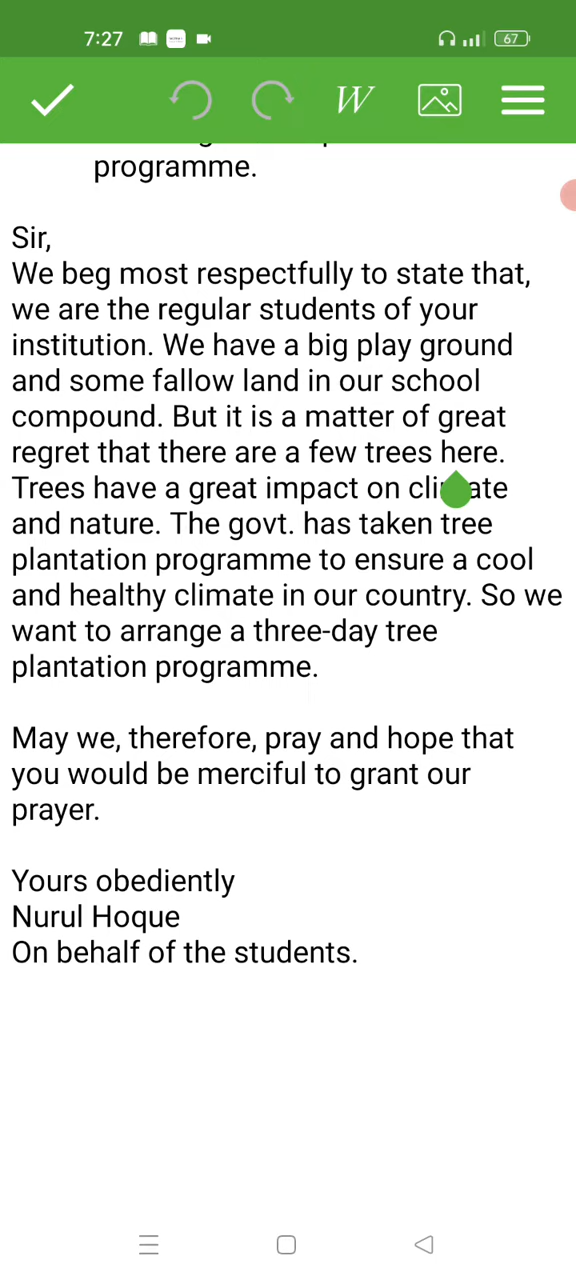 7:27
67
W
programme.
Sir,
We beg most respectfully to state that,
we are the regular students of your
institution. We have a big play ground
and some fallow land in our school
compound. But it is a matter of great
regret that there are a few trees here.
Trees have a great impact on climate
and nature. The govt. has taken tree
plantation programme to ensure a cool
and healthy climate in our country. So we
want to arrange a three-day tree
plantation programme.
May we, therefore, pray and hope that
you would be merciful to grant our
prayer.
Yours obediently
Nurul Hoque
On behalf of the students.